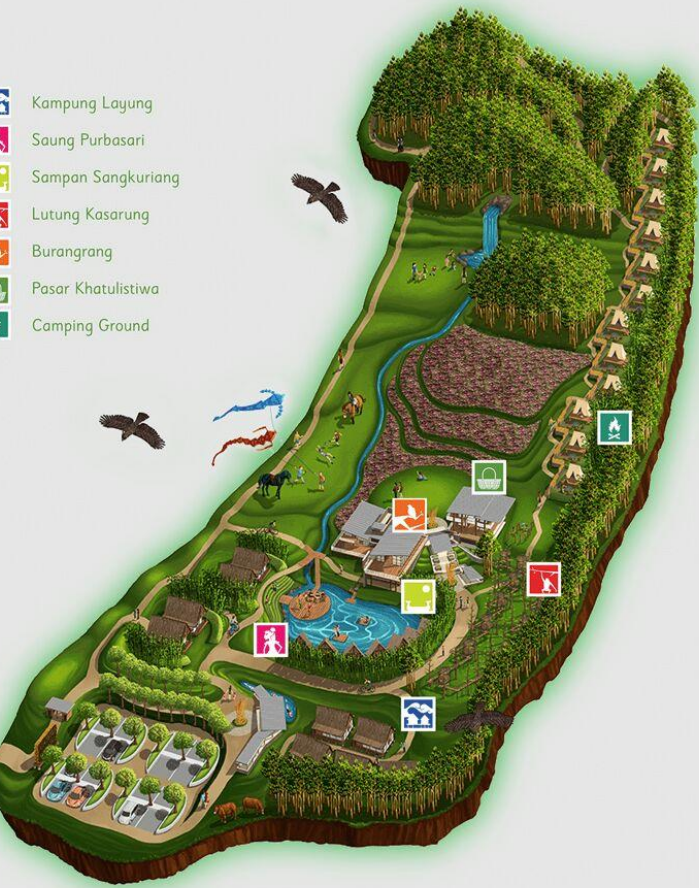 Kampung Layung
Saung Purbasari
Sampan Sangkuriang
Lutung Kasarung
Burangrang
Pasar Khatulistiwa
Camping Ground